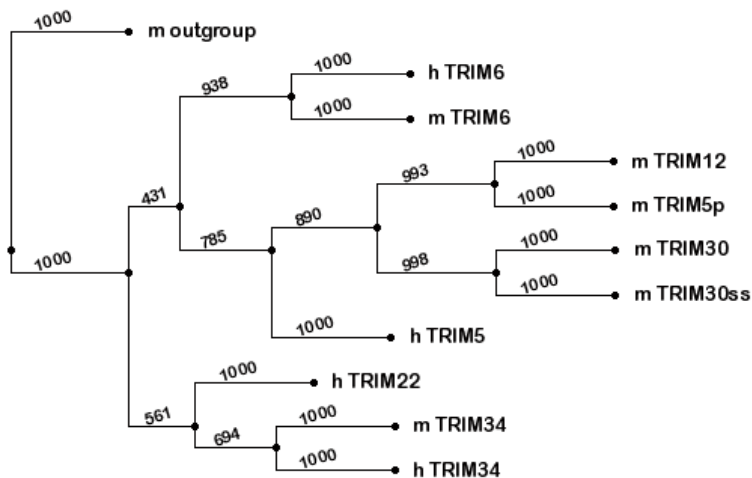 1000
m outgroup
1000
h TRIM6
938
1000
m TRIM6
1000
m TRIM12
993
431
1000
m TRIM5p
890
785
1000
m TRIM30
1000
998
1000
m TRIM30ss
1000
h TRIM5
1000
h TRIM22
561
1000
m TRIM34
694
1000
h TRIM34